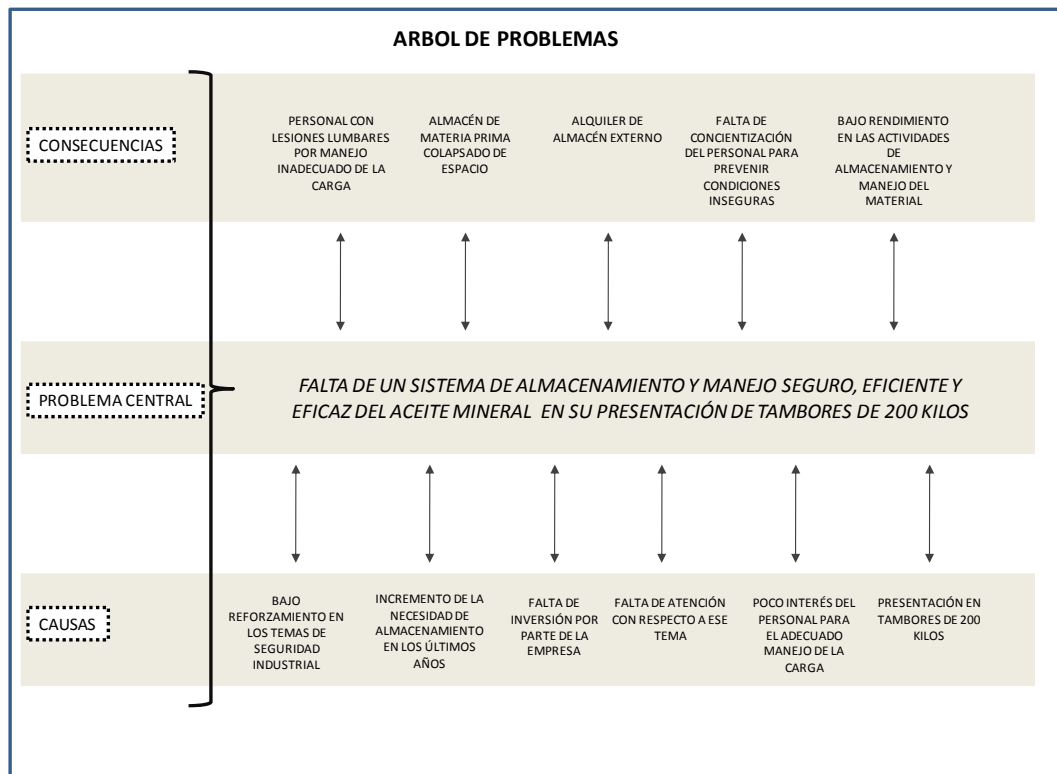 ARBOL DE PROBLEMAS
CONSECUENCIAS
PERSONAL CON
LESIONES LUMBARES
POR MANEJO
INADECUADO DE LA
CARGA
ALMACÉN DE
MATERIA PRIMA
COLAPSADO DE
ESPACIO
ALQUILER DE
ALMACÉN EXTERNO
FALTA DE
CONCIENTIZACIÓN
DEL PERSONAL PARA
PREVENIR
CONDICIONES
INSEGURAS
BAJO RENDIMIENTO
EN LAS ACTIVIDADES
DE
ALMACENAMIENTO Y
MANEJO DEL
MATERIAL
PROBLEMA CENTRAL
FALTA DE UN SISTEMA DE ALMACENAMIENTO Y MANEJO SEGURO, EFICIENTE Y
EFICAZ DEL ACEITE MINERAL EN SU PRESENTACIÓN DE TAMBORES DE 200 KILOS
CAUSAS
BAJO
REFORZAMIENTO EN
LOS TEMAS DE
SEGURIDAD
INDUSTRIAL
INCREMENTO DE LA
NECESIDAD DE
ALMACENAMIENTO
EN LOS ÚLTIMOS
AÑOS
FALTA DE
INVERSIÓN POR
PARTE DE LA
EMPRESA
FALTA DE ATENCIÓN
CON RESPECTO A ESE
TEMA
POCO INTERÉS DEL
PERSONAL PARA
EL ADECUADO
MANEJO DE LA
CARGA
PRESENTACIÓN EN
TAMBORES DE 200
KILOS